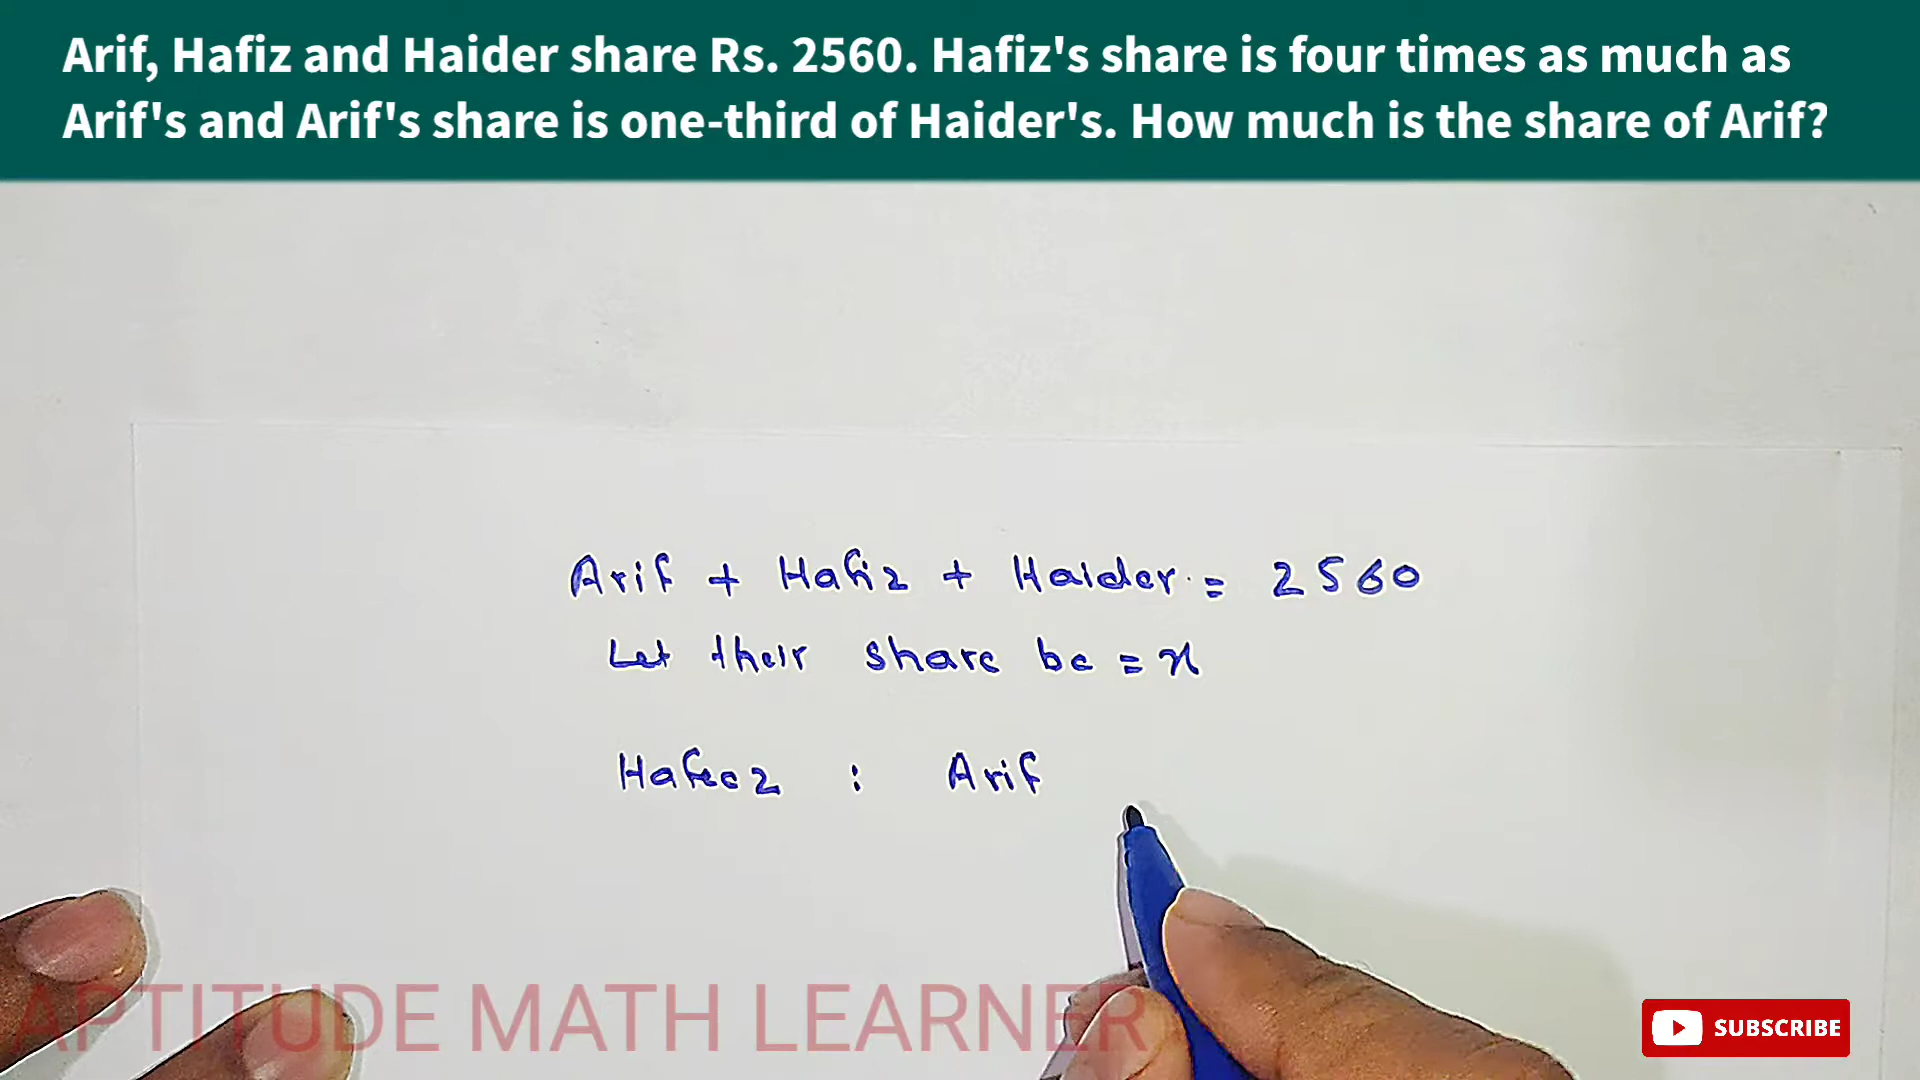 Arif, Hafiz and Haider share Rs. 2560. Hafiz's share is four times as much as
Arif's and Arif's share is one-third of Haider's. How much is the share of Arif?
Arif + Hafiz + Haider = 2560
Let their share be = x
Hafeez : Arif
APTITUDE MATH LEARNER
SUBSCRIBE